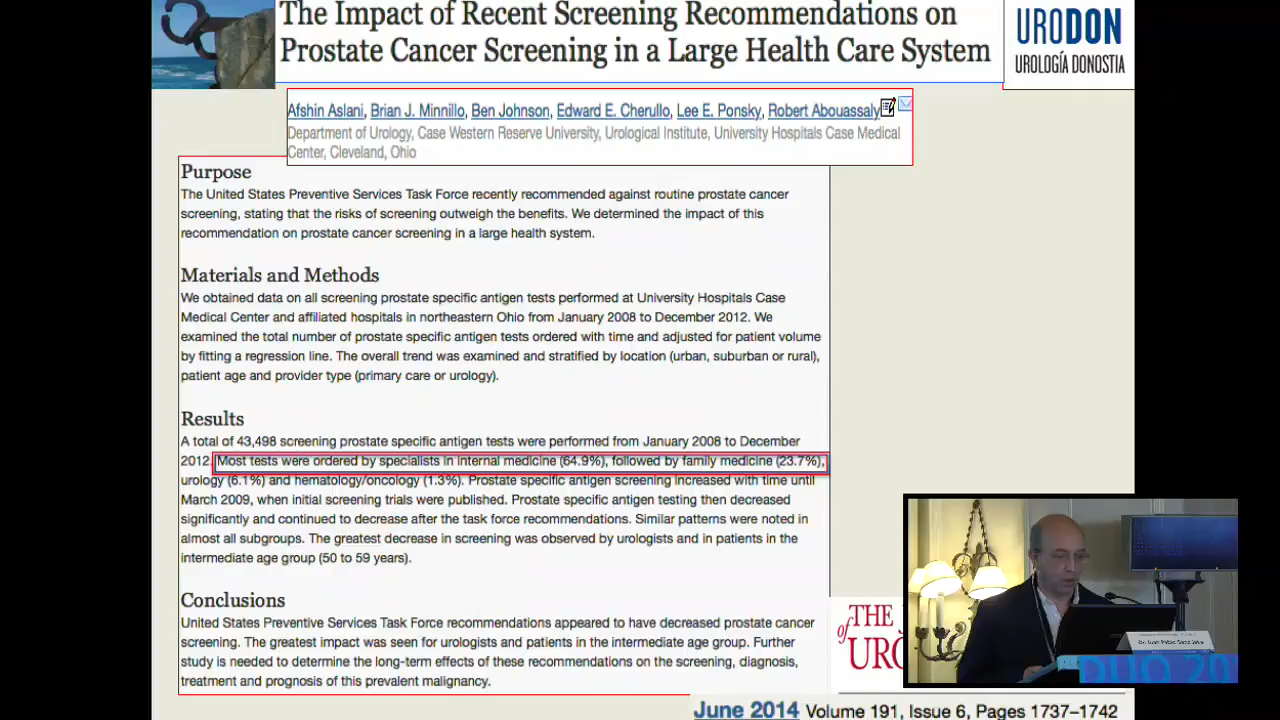 The Impact of Recent Screening Recommendations on
Prostate Cancer Screening in a Large Health Care System
URODON
UROLOGÍA DONOSTIA
Afshin Aslani, Brian J. Minnillo, Ben Johnson, Edward E. Cherullo, Lee E. Ponsky, Robert Abouassaly
Department of Urology, Case Western Reserve University, Urological Institute, University Hospitals Case Medical
Center, Cleveland, Ohio
Purpose
The United States Preventive Services Task Force recently recommended against routine prostate cancer
screening, stating that the risks of screening outweigh the benefits. We determined the impact of this
recommendation on prostate cancer screening in a large health system.
Materials and Methods
We obtained data on all screening prostate specific antigen tests performed at University Hospitals Case
Medical Center and affiliated hospitals in northeastern Ohio from January 2008 to December 2012. We
examined the total number of prostate specific antigen tests ordered with time and adjusted for patient volume
by fitting a regression line. The overall trend was examined and stratified by location (urban, suburban or rural),
patient age and provider type (primary care or urology).
Results
A total of 43,498 screening prostate specific antigen tests were performed from January 2008 to December
2012. Most tests were ordered by specialists in internal medicine (64.9%), followed by family medicine (23.7%),
urology (6.1%) and hematology/oncology (1.3%). Prostate specific antigen screening increased with time until
March 2009, when initial screening trials were published. Prostate specific antigen testing then decreased
significantly and continued to decrease after the task force recommendations. Similar patterns were noted in
almost all subgroups. The greatest decrease in screening was observed by urologists and in patients in the
intermediate age group (50 to 59 years).
Conclusions
United States Preventive Services Task Force recommendations appeared to have decreased prostate cancer
screening. The greatest impact was seen for urologists and patients in the intermediate age group. Further
study is needed to determine the long-term effects of these recommendations on the screening, diagnosis,
treatment and prognosis of this prevalent malignancy.
THE
of URO
Dr. Juan Pablo
DUO 20
June 2014 Volume 191, Issue 6, Pages 1737–1742